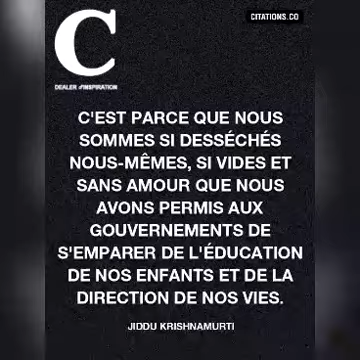 CITATIONS.CO
C
DEALER D'INSPIRATION
C'EST PARCE QUE NOUS
SOMMES SI DESSÉCHÉS
NOUS-MÊMES, SI VIDES ET
SANS AMOUR QUE NOUS
AVONS PERMIS AUX
GOUVERNEMENTS DE
S'EMPARER DE L'ÉDUCATION
DE NOS ENFANTS ET DE LA
DIRECTION DE NOS VIES.
JIDDU KRISHNAMURTI